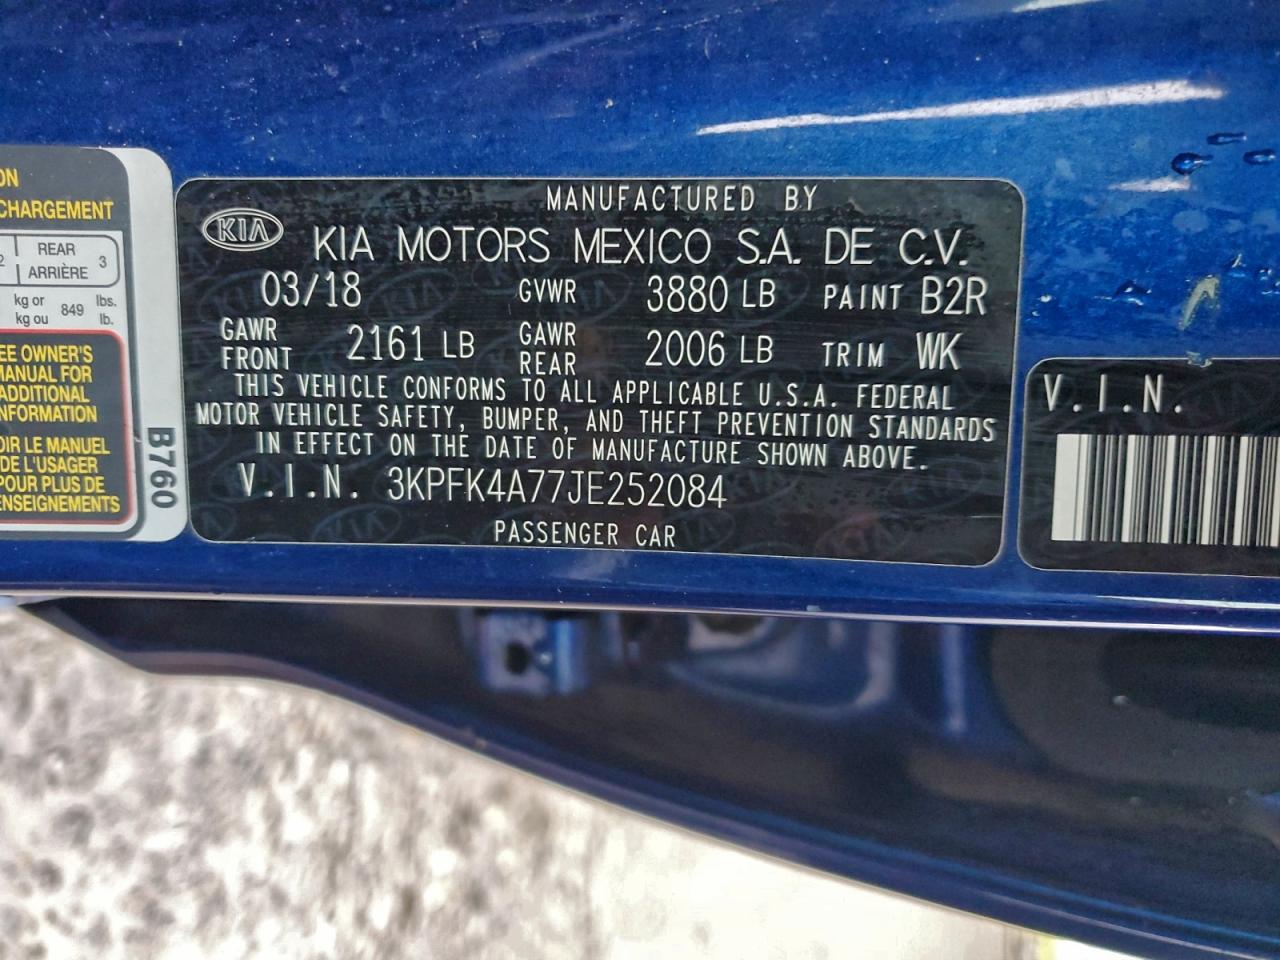 ON
CHARGEMENT
2 REAR 3
ARRIÈRE
kg or 849 lbs.
kg ou lb.
EE OWNER'S
MANUAL FOR
ADDITIONAL
NFORMATION
OIR LE MANUEL
DE L'USAGER
POUR PLUS DE
ENSEIGNEMENTS
B760
MANUFACTURED BY
KIA KIA MOTORS MEXICO S.A. DE C.V.
03/18 GVWR 3880 LB PAINT B2R
GAWR FRONT 2161 LB GAWR REAR 2006 LB TRIM WK
THIS VEHICLE CONFORMS TO ALL APPLICABLE U.S.A. FEDERAL
MOTOR VEHICLE SAFETY, BUMPER, AND THEFT PREVENTION STANDARDS
IN EFFECT ON THE DATE OF MANUFACTURE SHOWN ABOVE.
V.I.N. 3KPFK4A77JE252084
PASSENGER CAR
V.I.N.